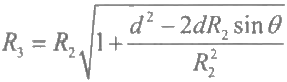 R₃ = R₂√(1 + (d² − 2dR₂ sin θ)/R₂²)